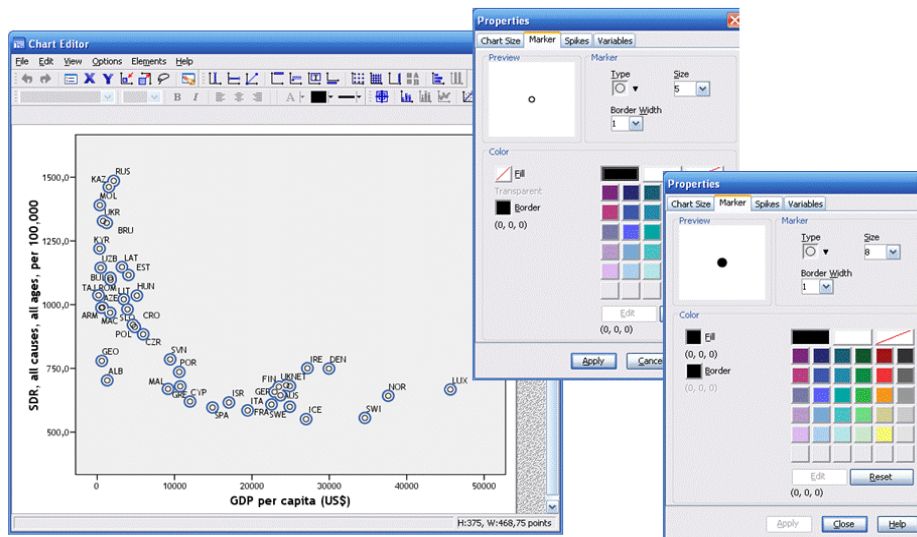 Chart Editor
File Edit View Options Elements Help
B I
A
SDR, all causes, all ages, per 100,000
1500,0
1250,0
1000,0
750,0
500,0
RUS
KAZ
MOL
UKR
BRU
KYR
UZB LAT
EST
BUL
TAJ ROM LIT HUN
AZE
ARM MAC SLO CRO
POL
CZR
GEO
SVN
ALB
POR
IRE DEN
FIN UKNET
MAL
GRE CYP
ISR
GER AUS
NOR
LUX
SPA
ITA
FRA SWE
ICE
SWI
0 10000 20000 30000 40000 50000
GDP per capita (US$)
H:375, W:468,75 points
Properties
Chart Size Marker Spikes Variables
Preview
Marker
Type
Size
5
Border Width
1
Color
Fill
Transparent
Border
(0, 0, 0)
Edit
(0, 0, 0)
Apply
Cance
Properties
Chart Size Marker Spikes Variables
Preview
Marker
Type
Size
8
Border Width
1
Color
Fill
(0, 0, 0)
Border
(0, 0, 0)
Edit
Reset
(0, 0, 0)
Apply
Close
Help